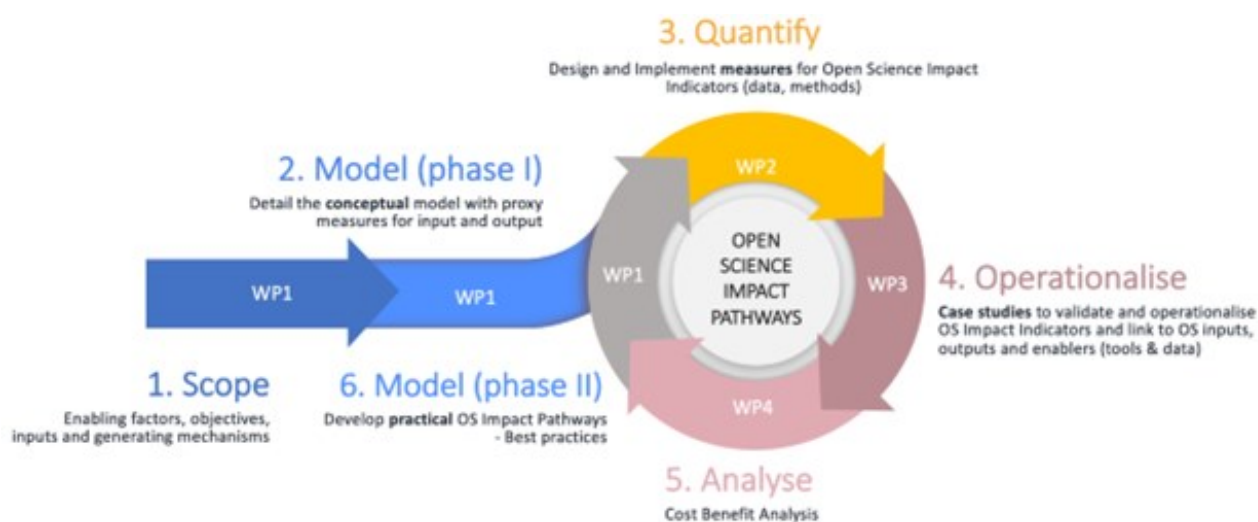 3. Quantify
Design and Implement measures for Open Science Impact
Indicators (data, methods)
2. Model (phase I)
Detail the conceptual model with proxy
measures for input and output
WP1
WP1
WP1
WP2
WP3
WP4
OPEN
SCIENCE
IMPACT
PATHWAYS
4. Operationalise
Case studies to validate and operationalise
OS Impact Indicators and link to OS inputs,
outputs and enablers (tools & data)
1. Scope
Enabling factors, objectives,
inputs and generating mechanisms
6. Model (phase II)
Develop practical OS Impact Pathways
- Best practices
5. Analyse
Cost Benefit Analysis